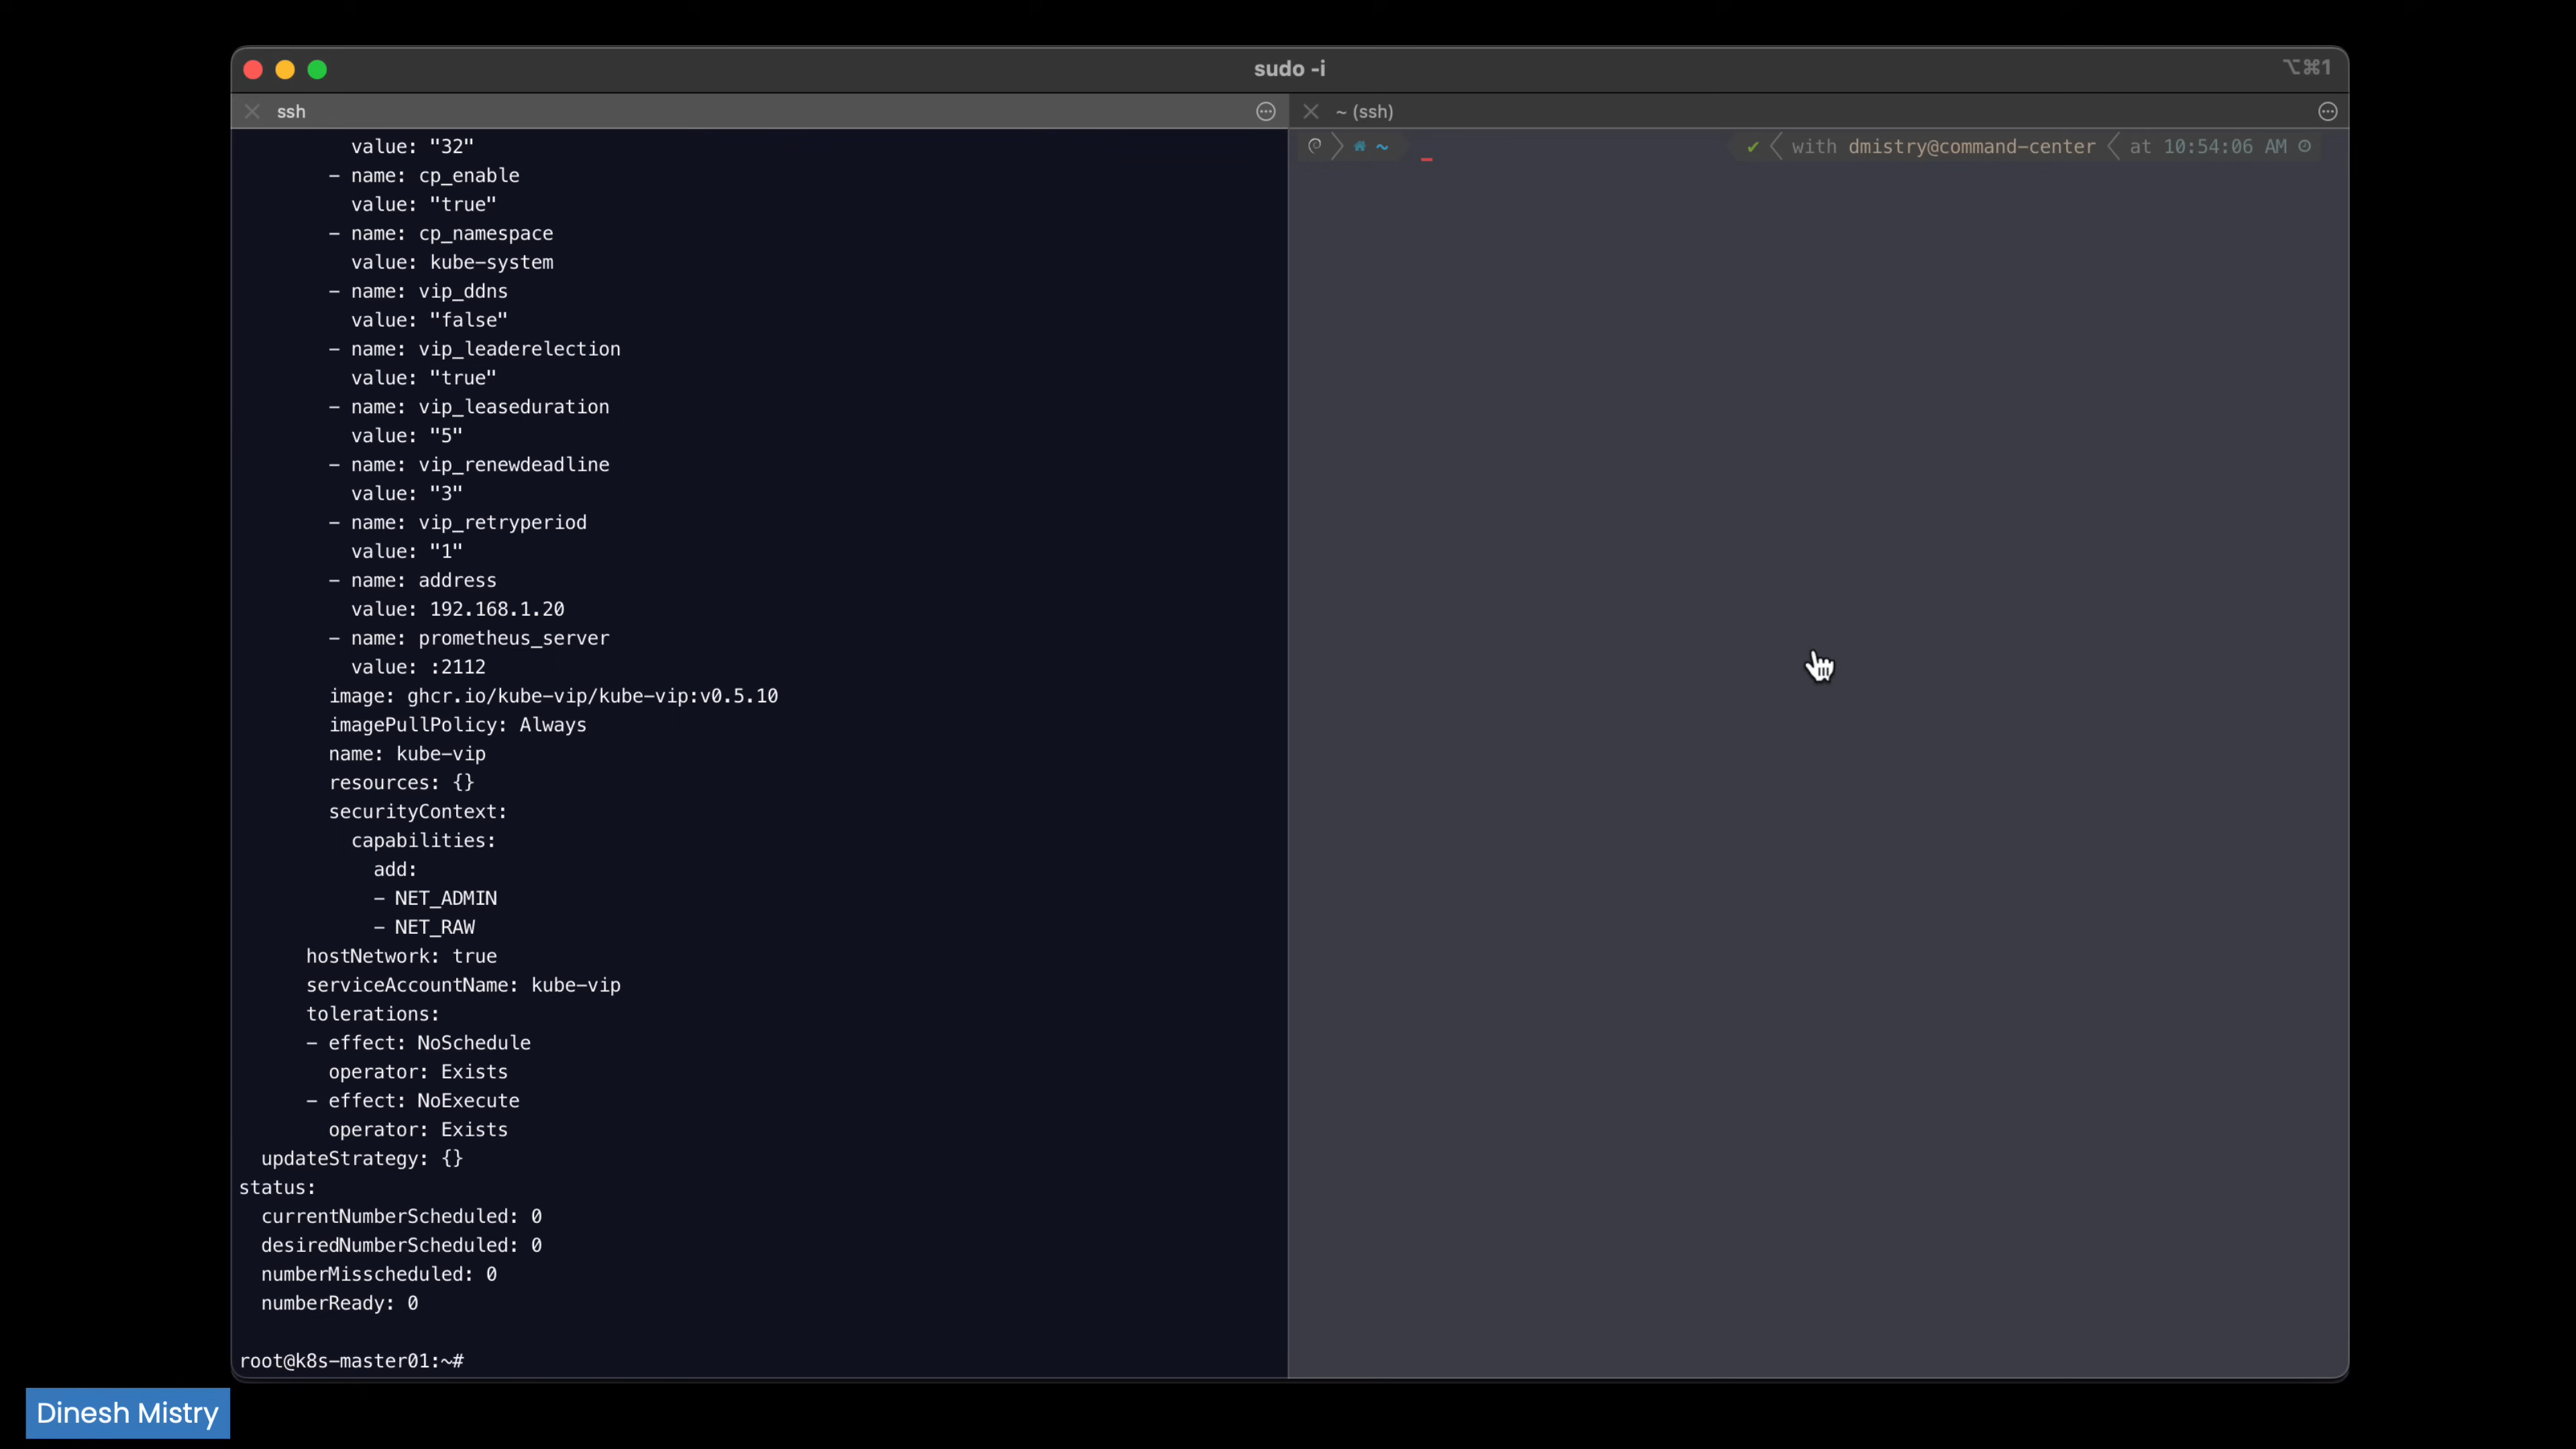 sudo -i
⌥⌘1
ssh
~ (ssh)
value: "32"
- name: cp_enable
value: "true"
- name: cp_namespace
value: kube-system
- name: vip_ddns
value: "false"
- name: vip_leaderelection
value: "true"
- name: vip_leaseduration
value: "5"
- name: vip_renewdeadline
value: "3"
- name: vip_retryperiod
value: "1"
- name: address
value: 192.168.1.20
- name: prometheus_server
value: :2112
image: ghcr.io/kube-vip/kube-vip:v0.5.10
imagePullPolicy: Always
name: kube-vip
resources: {}
securityContext:
capabilities:
add:
- NET_ADMIN
- NET_RAW
hostNetwork: true
serviceAccountName: kube-vip
tolerations:
- effect: NoSchedule
operator: Exists
- effect: NoExecute
operator: Exists
updateStrategy: {}
status:
currentNumberScheduled: 0
desiredNumberScheduled: 0
numberMisscheduled: 0
numberReady: 0
root@k8s-master01:~#
~ _ ✔ with dmistry@command-center at 10:54:06 AM
Dinesh Mistry